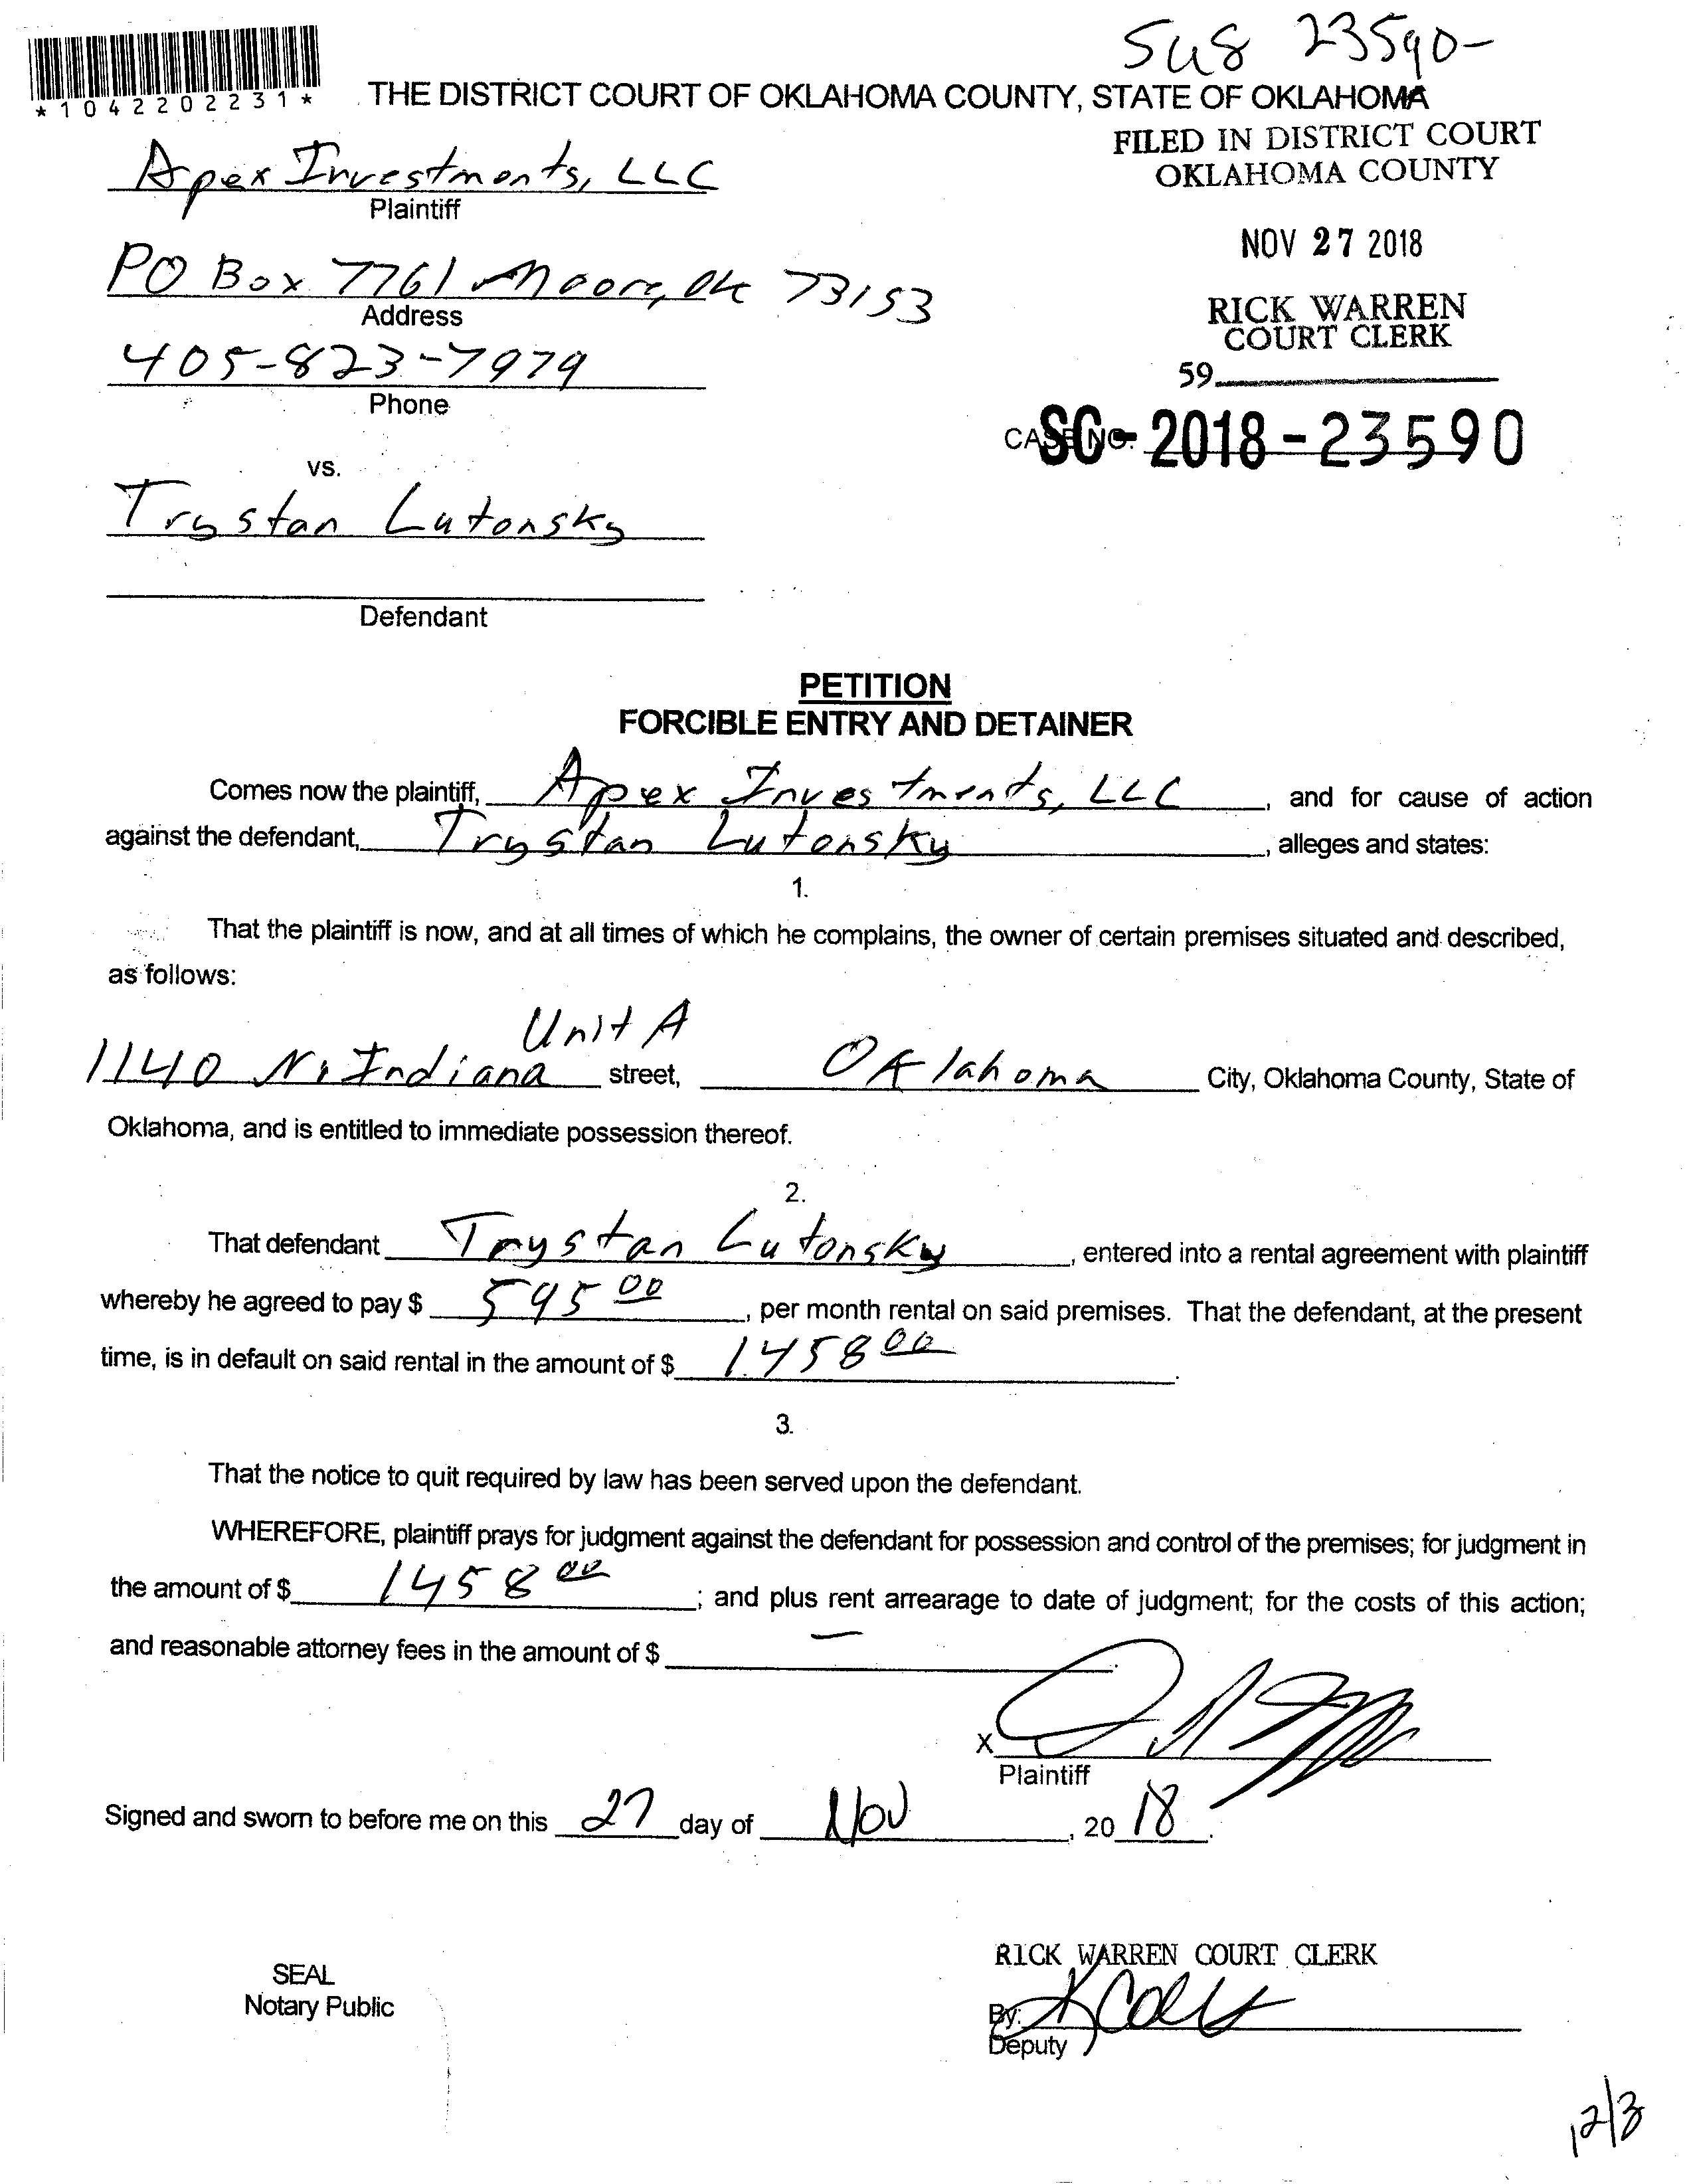 SUS 23590-
*1042202231*
THE DISTRICT COURT OF OKLAHOMA COUNTY, STATE OF OKLAHOMA
FILED IN DISTRICT COURT
OKLAHOMA COUNTY
Apex Investments, LLC
Plaintiff
NOV 27 2018
PO Box 7761 Moore, OK 73153
Address
RICK WARREN
COURT CLERK
405-823-7979
Phone
59
CASE NO. SC-2018-23590
vs.
Trystan Lutonsky
Defendant
PETITION
FORCIBLE ENTRY AND DETAINER
Comes now the plaintiff, Apex Investments, LLC, and for cause of action
against the defendant, Trystan Lutonsky, alleges and states:
1.
That the plaintiff is now, and at all times of which he complains, the owner of certain premises situated and described,
as follows:
Unit A
1140 N. Indiana street, Oklahoma City, Oklahoma County, State of
Oklahoma, and is entitled to immediate possession thereof.
2.
That defendant Trystan Lutonsky, entered into a rental agreement with plaintiff
whereby he agreed to pay $ 595 00, per month rental on said premises. That the defendant, at the present
time, is in default on said rental in the amount of $ 1458 00.
3.
That the notice to quit required by law has been served upon the defendant.
WHEREFORE, plaintiff prays for judgment against the defendant for possession and control of the premises; for judgment in
the amount of $ 1458 00; and plus rent arrearage to date of judgment; for the costs of this action;
and reasonable attorney fees in the amount of $ —.
X
Plaintiff
Signed and sworn to before me on this 27 day of Nov, 20 18.
RICK WARREN COURT CLERK
SEAL
Notary Public
By:
Deputy
12/3